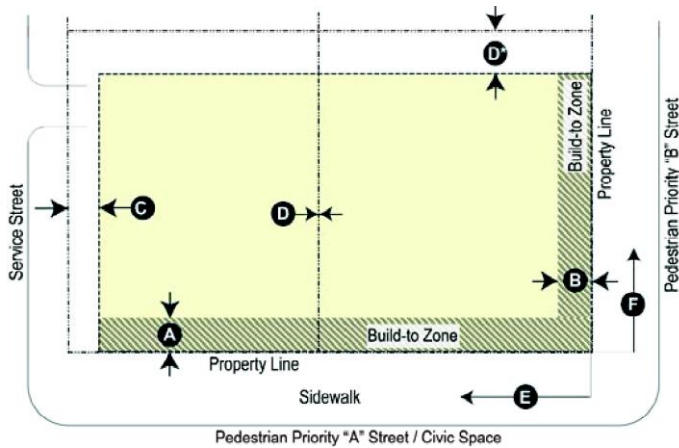 D*
Build-to Zone
Property Line
Pedestrian Priority "B" Street
Service Street
C
D
B
F
A
Build-to Zone
Property Line
Sidewalk
E
Pedestrian Priority "A" Street / Civic Space